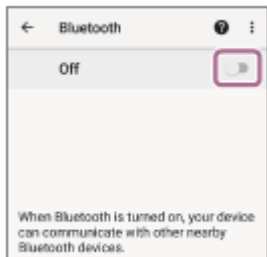 Bluetooth
Off
When Bluetooth is turned on, your device
can communicate with other nearby
Bluetooth devices.